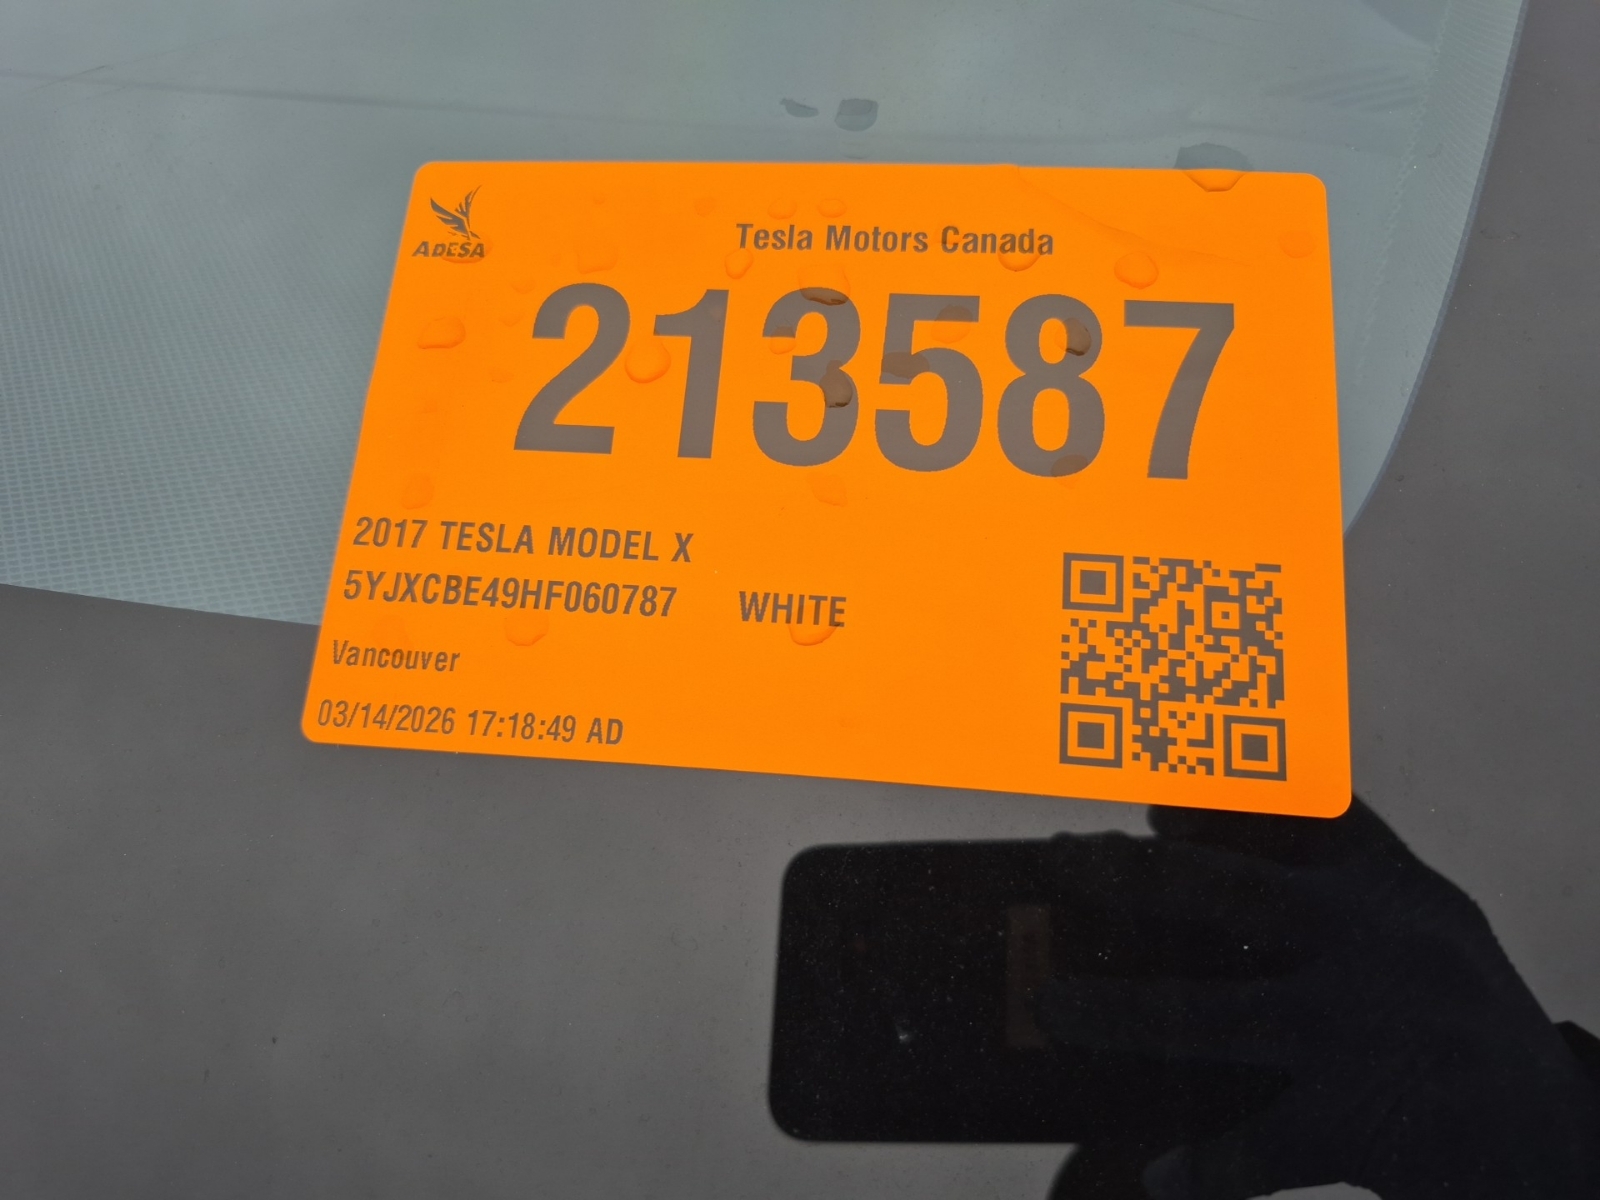 ADESA
Tesla Motors Canada
213587
2017 TESLA MODEL X
5YJXCBE49HF060787 WHITE
Vancouver
03/14/2026 17:18:49 AD